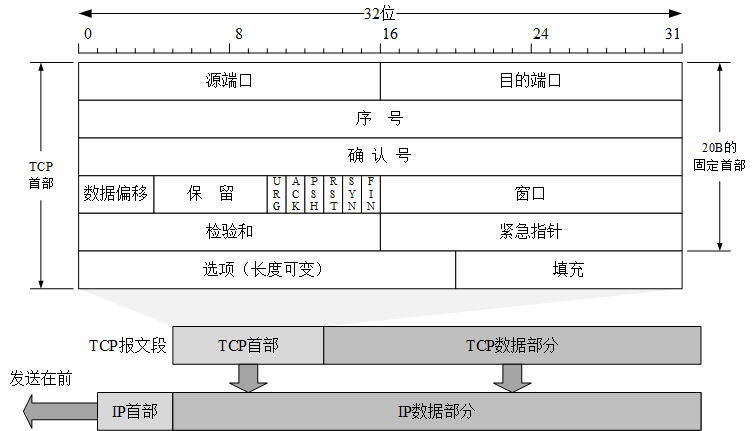 32位
0 8 16 24 31
源端口 目的端口
序 号
确 认 号
TCP
首部
20B的
固定首部
数据偏移 保 留 URG ACK PSH RST SYN FIN 窗口
检验和 紧急指针
选项（长度可变） 填充
TCP报文段 TCP首部 TCP数据部分
发送在前
IP首部 IP数据部分